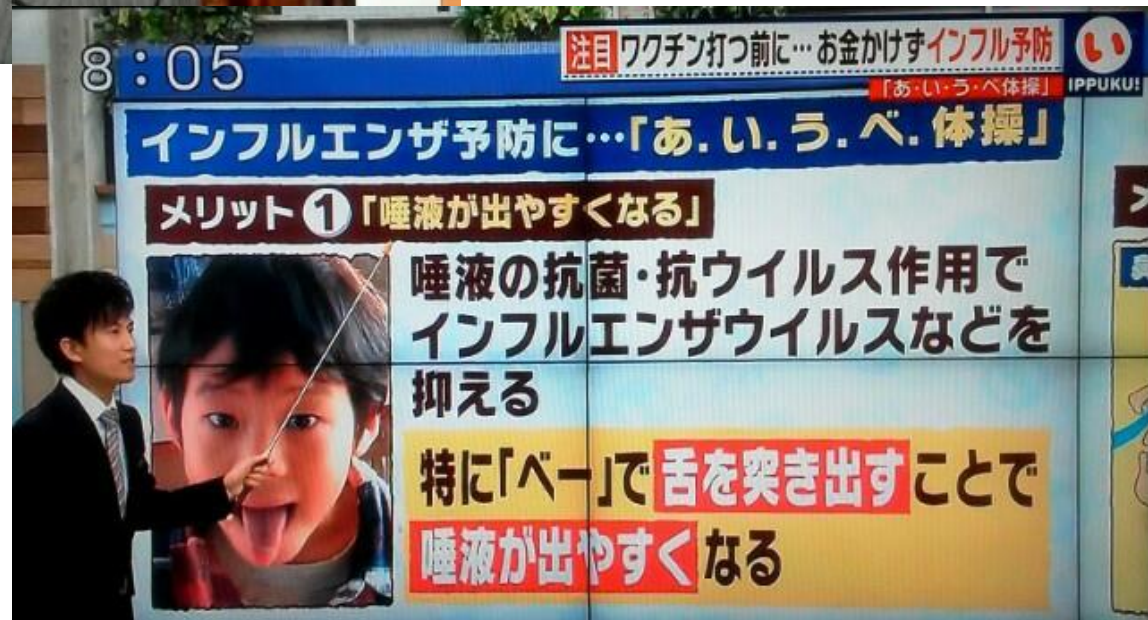 8:05
注目 ワクチン打つ前に… お金かけずインフル予防
「あ・い・う・べ体操」
い
IPPUKU!
インフルエンザ予防に…「あ.い.う.べ.体操」
メリット①「唾液が出やすくなる」
唾液の抗菌・抗ウイルス作用で
インフルエンザウイルスなどを
抑える
特に「べー」で舌を突き出すことで
唾液が出やすくなる